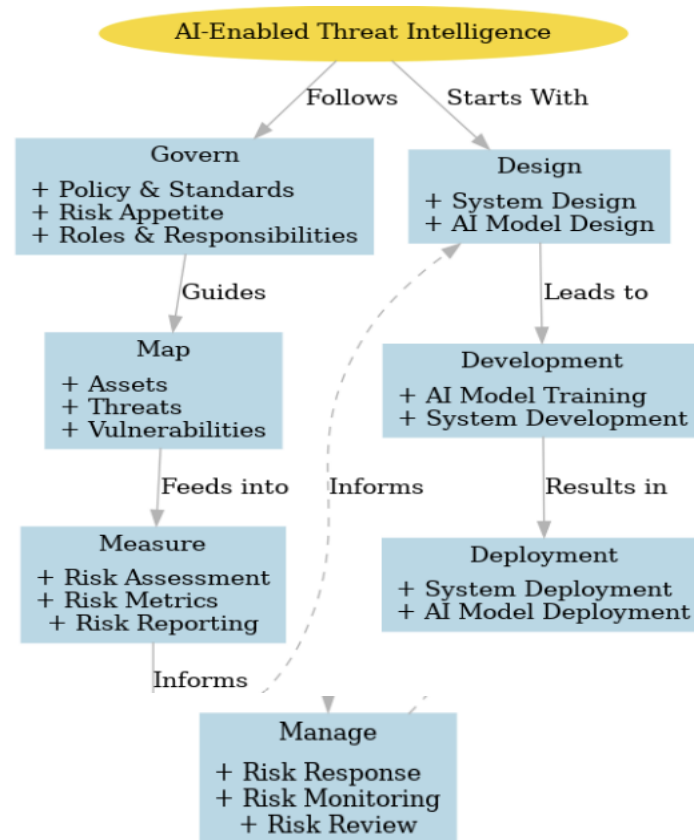 AI-Enabled Threat Intelligence
Follows
Starts With
Govern
+ Policy & Standards
+ Risk Appetite
+ Roles & Responsibilities
Design
+ System Design
+ AI Model Design
Guides
Leads to
Map
+ Assets
+ Threats
+ Vulnerabilities
Development
+ AI Model Training
+ System Development
Feeds into
Informs
Results in
Measure
+ Risk Assessment
+ Risk Metrics
+ Risk Reporting
Deployment
+ System Deployment
+ AI Model Deployment
Informs
Manage
+ Risk Response
+ Risk Monitoring
+ Risk Review